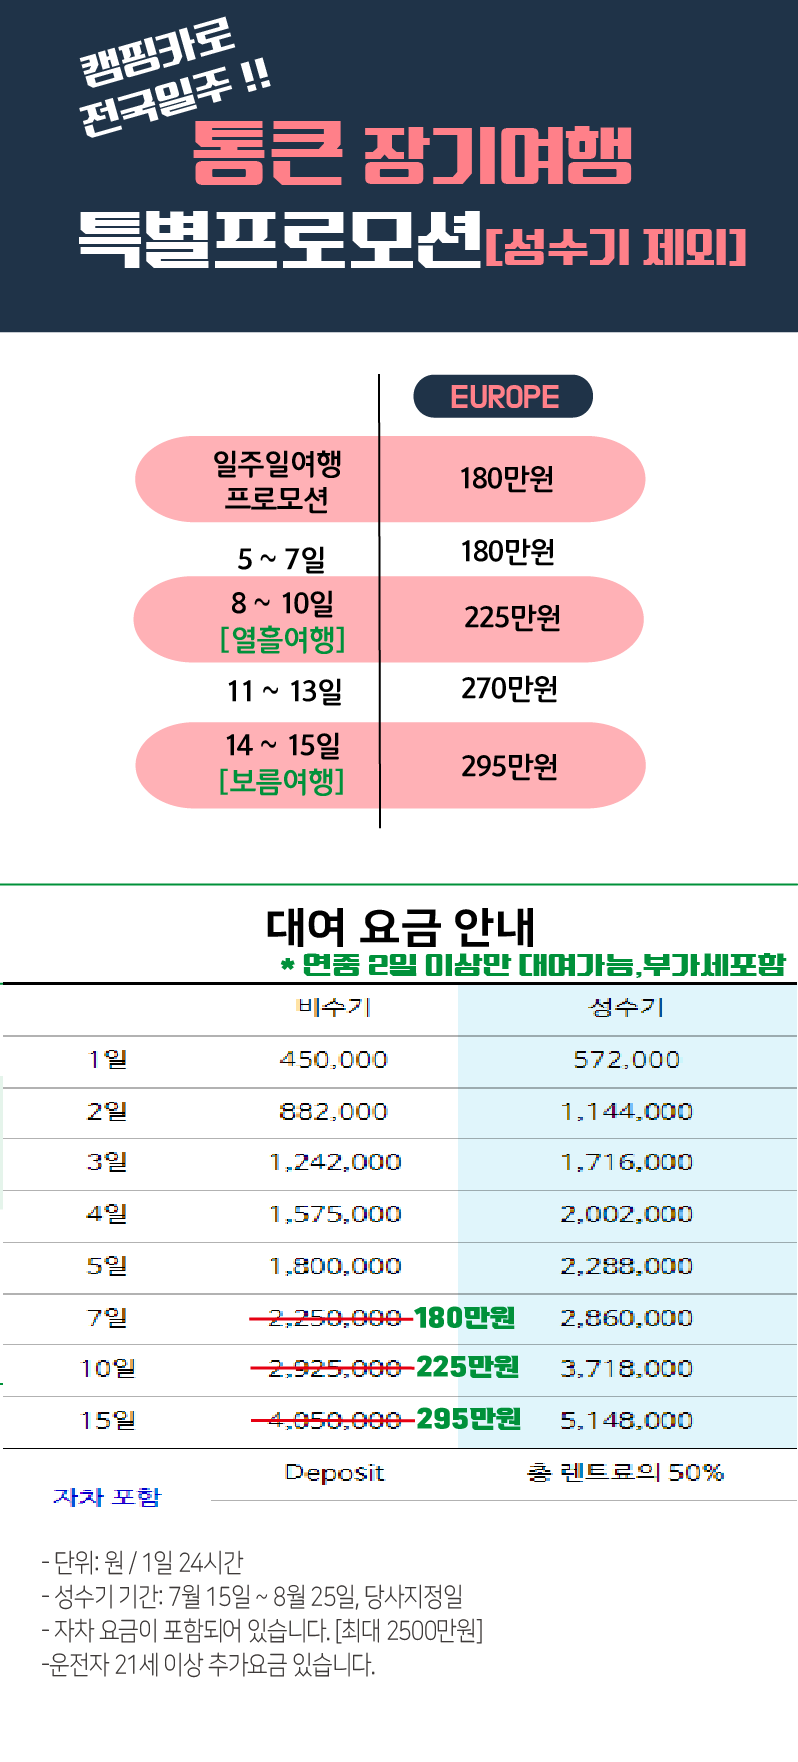 캠핑카로
전국일주 !!
통큰 장기여행
특별프로모션[성수기 제외]
EUROPE
일주일여행
프로모션
180만원
5 ~ 7일
180만원
8 ~ 10일
[열흘여행]
225만원
11 ~ 13일
270만원
14 ~ 15일
[보름여행]
295만원
대여 요금 안내
* 연중 2일 이상만 대여가능,부가세포함
비수기 성수기
1일 450,000 572,000
2일 882,000 1,144,000
3일 1,242,000 1,716,000
4일 1,575,000 2,002,000
5일 1,800,000 2,288,000
7일 2,250,000 180만원 2,860,000
10일 2,925,000 225만원 3,718,000
15일 4,050,000 295만원 5,148,000
Deposit 총 렌트료의 50%
자차 포함
- 단위: 원 / 1일 24시간
- 성수기 기간: 7월 15일 ~ 8월 25일, 당사지정일
- 자차 요금이 포함되어 있습니다. [최대 2500만원]
-운전자 21세 이상 추가요금 있습니다.